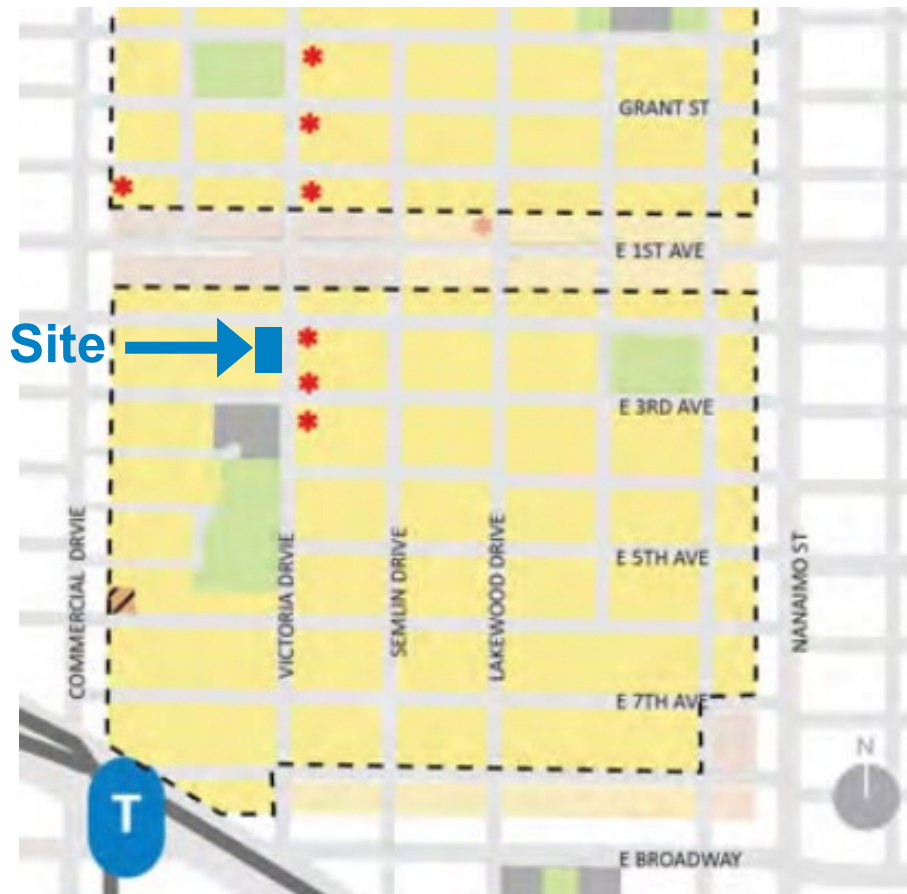 GRANT ST
E 1ST AVE
Site
E 3RD AVE
COMMERCIAL DRVIE
VICTORIA DRVIE
SEMLIN DRIVE
LAKEWOOD DRIVE
E 5TH AVE
NANAIMO ST
E 7TH AVE
N
T
E BROADWAY